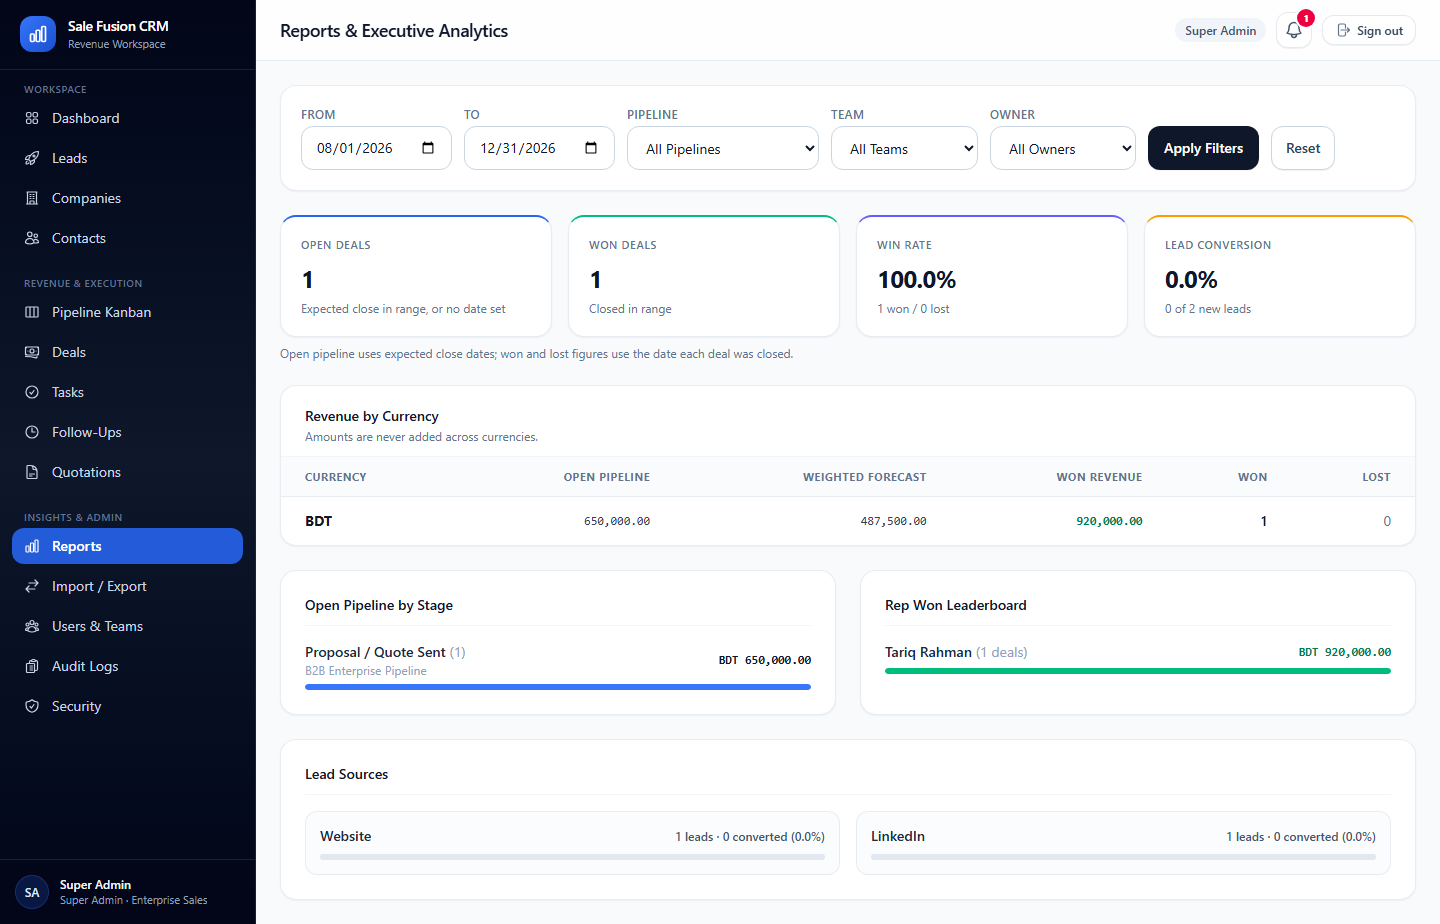 Sale Fusion CRM
Revenue Workspace
WORKSPACE
Dashboard
Leads
Companies
Contacts
REVENUE & EXECUTION
Pipeline Kanban
Deals
Tasks
Follow-Ups
Quotations
INSIGHTS & ADMIN
Reports
Import / Export
Users & Teams
Audit Logs
Security
SA
Super Admin
Super Admin · Enterprise Sales
Reports & Executive Analytics
Super Admin
1
Sign out
FROM TO PIPELINE TEAM OWNER
08/01/2026 12/31/2026 All Pipelines All Teams All Owners Apply Filters Reset
OPEN DEALS
1
Expected close in range, or no date set
WON DEALS
1
Closed in range
WIN RATE
100.0%
1 won / 0 lost
LEAD CONVERSION
0.0%
0 of 2 new leads
Open pipeline uses expected close dates; won and lost figures use the date each deal was closed.
Revenue by Currency
Amounts are never added across currencies.
CURRENCY OPEN PIPELINE WEIGHTED FORECAST WON REVENUE WON LOST
BDT 650,000.00 487,500.00 920,000.00 1 0
Open Pipeline by Stage
Proposal / Quote Sent (1)
B2B Enterprise Pipeline
BDT 650,000.00
Rep Won Leaderboard
Tariq Rahman (1 deals) BDT 920,000.00
Lead Sources
Website 1 leads · 0 converted (0.0%)
LinkedIn 1 leads · 0 converted (0.0%)